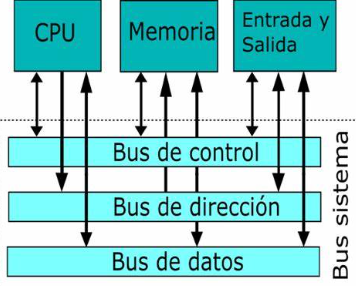 CPU
Memoria
Entrada y
Salida
Bus de control
Bus de dirección
Bus de datos
Bus sistema